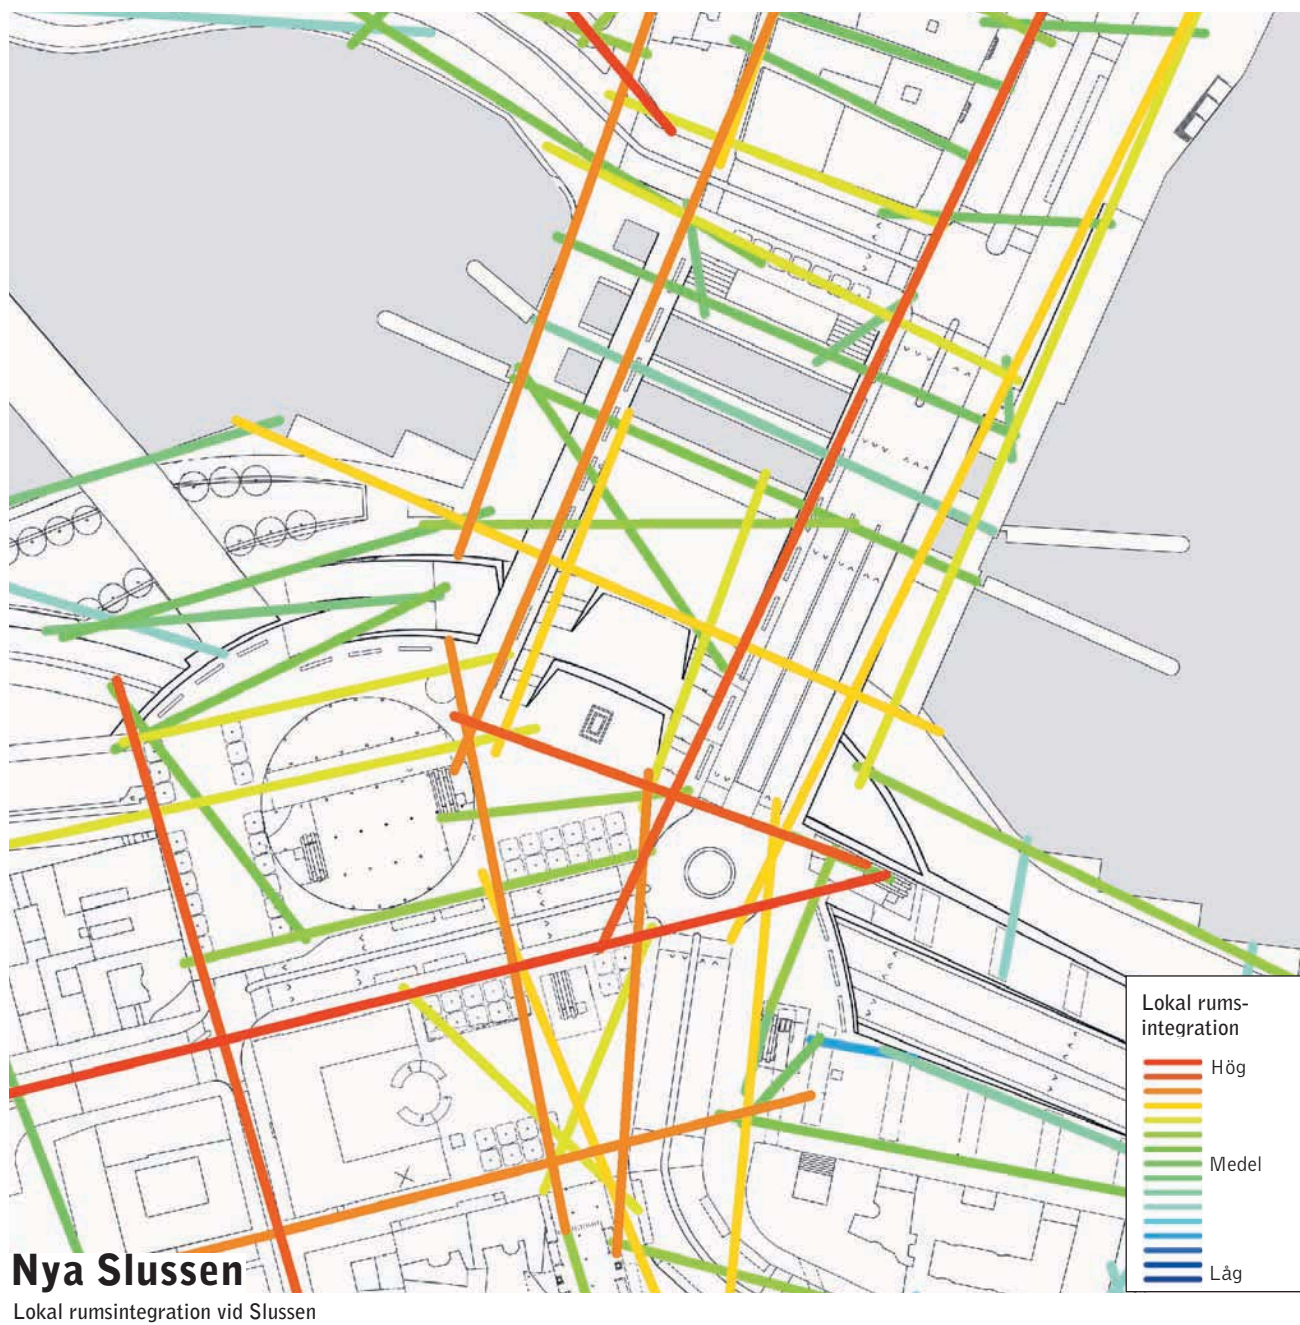 Lokal rums-
integration
Hög
Medel
Låg
Nya Slussen
Lokal rumsintegration vid Slussen